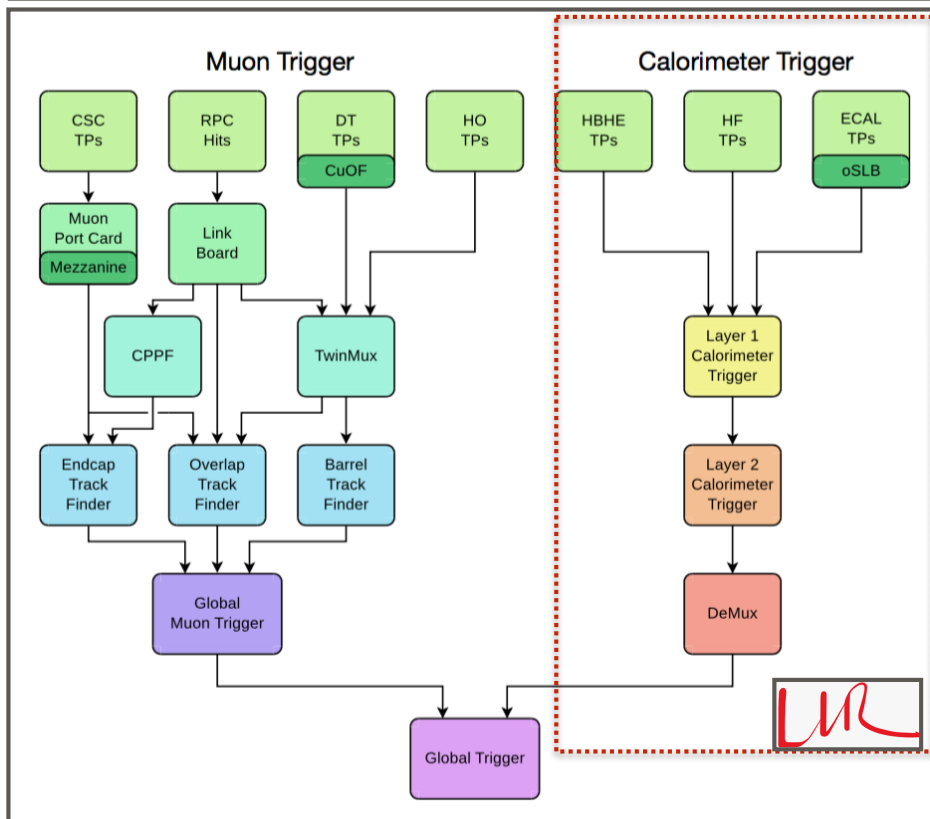 Muon Trigger
Calorimeter Trigger
CSC
TPs
RPC
Hits
DT
TPs
CuOF
HO
TPs
HBHE
TPs
HF
TPs
ECAL
TPs
oSLB
Muon
Port Card
Mezzanine
Link
Board
CPPF
TwinMux
Layer 1
Calorimeter
Trigger
Endcap
Track
Finder
Overlap
Track
Finder
Barrel
Track
Finder
Layer 2
Calorimeter
Trigger
Global
Muon Trigger
DeMux
LLR
Global Trigger